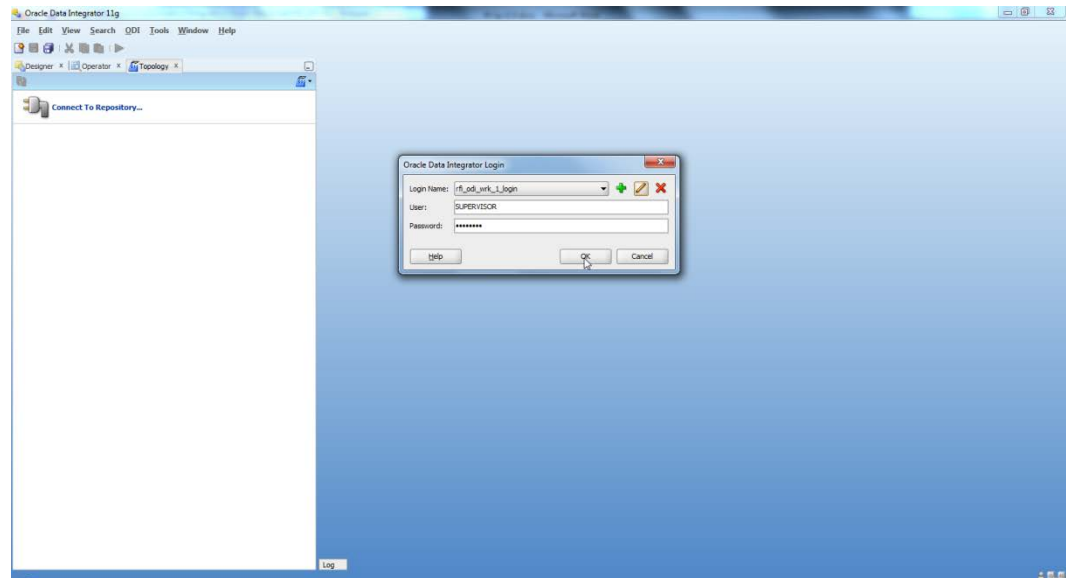 Oracle Data Integrator 11g
File Edit View Search ODI Tools Window Help
Designer Operator Topology
Connect To Repository...
Oracle Data Integrator Login
Login Name: rfi_odi_wrk_1_login
User: SUPERVISOR
Password: ••••••••
Help OK Cancel
Log